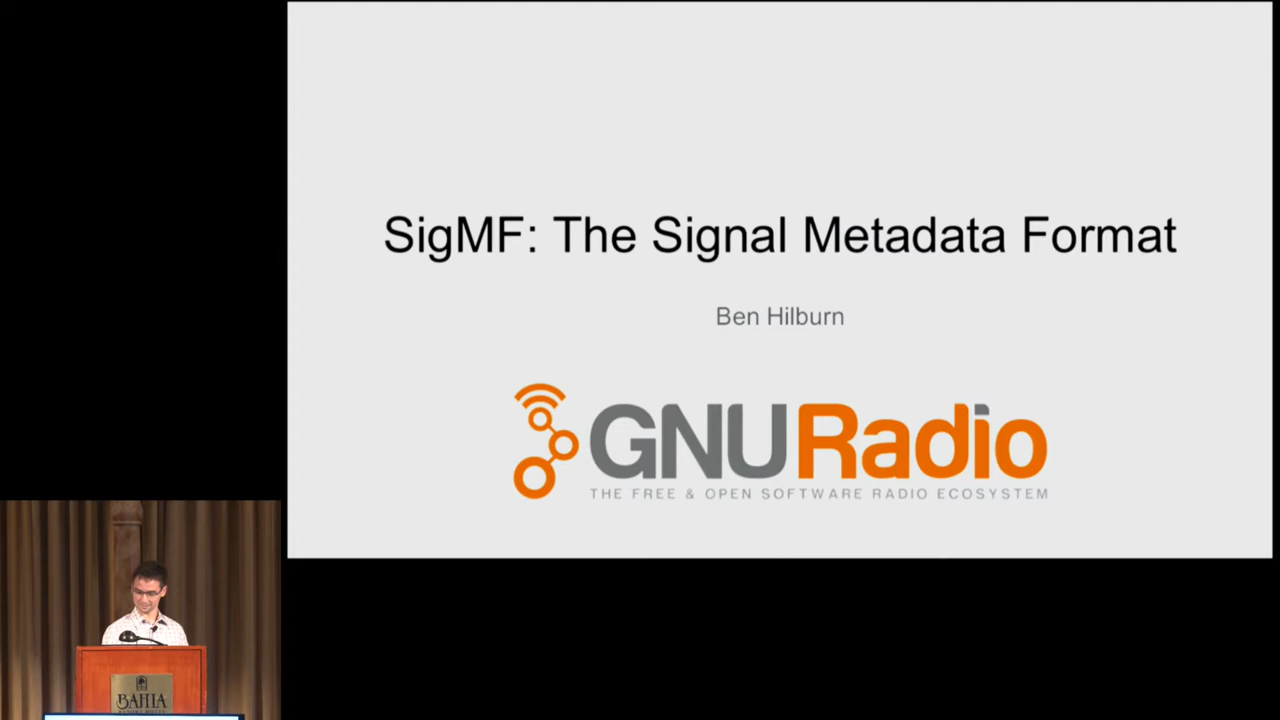 SigMF: The Signal Metadata Format
Ben Hilburn
GNURadio
THE FREE & OPEN SOFTWARE RADIO ECOSYSTEM
BAHIA